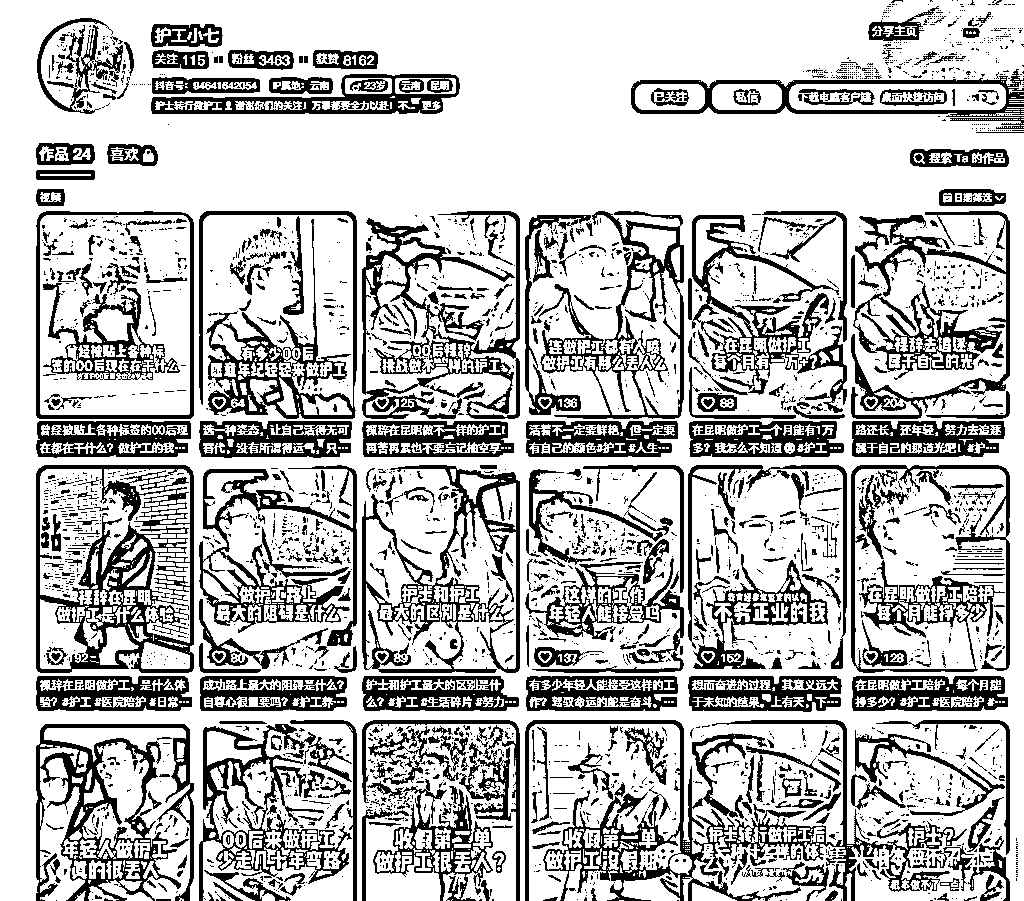 护工小七
分享主页
关注 115 粉丝 3463 获赞 8162
抖音号: 04641642054 IP属地: 云南 23岁 云南 昆明
护士转行做护工 谢谢你们的关注! 万事都要全力以赴! 不… 更多
已关注 私信 下载电脑客户端 桌面快捷访问
作品 24 喜欢
搜索 Ta 的作品
视频
日期筛选
曾经被贴上各种标
签的00后现在在干什么
有多少00后
愿意年纪轻轻来做护工
00后裸辞
挑战做不一样的护工
连做护工都有人喷
做护工有那么丢人么
在昆明做护工
每个月有一万+
裸辞去追逐
属于自己的光
125
136
88
曾经被贴上各种标签的00后现
在都在干什么? 做护工的我…
选一种姿态, 让自己活得无可
替代, 没有所谓得运气, 只…
裸辞在昆明做不一样的护工!
再苦再累也不要忘记抽空享…
活着不一定要鲜艳, 但一定要
有自己的颜色#护工 #人生…
在昆明做护工一个月能有1万
多? 我怎么不知道 #护工…
路还长, 还年轻, 努力去追逐
属于自己的那道光吧! #护…
裸辞在昆明
做护工是什么体验
做护工路上
最大的阻碍是什么
护士和护工
最大的区别是什么
这样的工作
年轻人能接受吗
不务正业的我
在昆明做护工陪护
每个月能挣多少
192
80
89
137
152
128
裸辞在昆明做护工, 是什么体
验? #护工 #医院陪护 #日常…
成功路上最大的阻碍是什么?
自尊心很重要吗? #护工养…
护士和护工最大的区别是什
么? #护工 #生活碎片 #努力…
有多少年轻人能接受这样的工
作? 驾驭命运的舵是奋斗, …
想而奋进的过程, 其意义远大
于未知的结果, 上有天, 下…
在昆明做护工陪护, 每个月能
挣多少? #护工 #医院陪护 #…
年轻人做护工
真的很丢人
00后来做护工
少走几十年弯路
收假第一单
做护工很丢人?
收假第一单
做护工没假期
护士转行做护工后
护士?